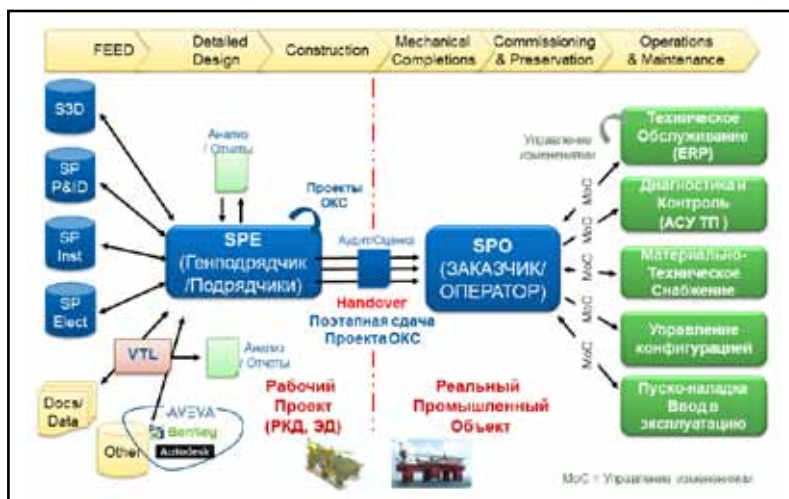 FEED
Detailed
Design
Construction
Mechanical
Completions
Commissioning
& Preservation
Operations
& Maintenance
S3D
SP
P&ID
SP
Inst
SP
Elect
Анализ
/ Отчеты
Проекты
ОКС
SPE
(Генподрядчик
/Подрядчики)
Аудит/Оценка
Handover
Поэтапная сдача
Проекта ОКС
SPO
(ЗАКАЗЧИК/
ОПЕРАТОР)
Управление
изменениями
Техническое
Обслуживание
(ERP)
Диагностика и
Контроль
(АСУ ТП )
Материально-
Техническое
Снабжение
Управление
конфигурацией
Пуско-наладка
Ввод в
эксплуатацию
MoC
MoC
MoC
MoC
MoC
VTL
Анализ
/ Отчеты
Docs/
Data
Other
AVEVA
Bentley
Autodesk
Рабочий
Проект
(РКД, ЭД)
Реальный
Промышленный
Объект
MoC = Управление изменениями